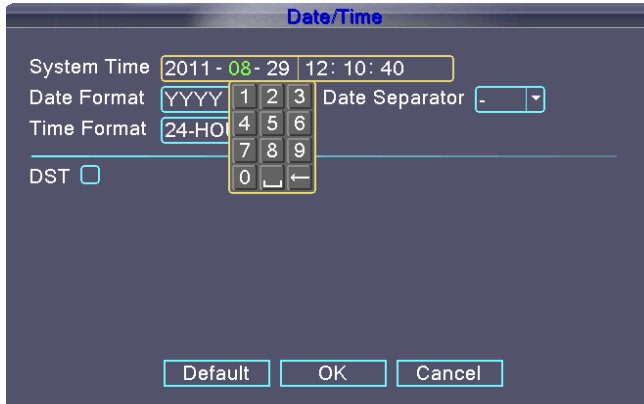 Date/Time
System Time 2011 - 08 - 29 12: 10: 40
Date Format YYYY Date Separator -
Time Format 24-HOU
1 2 3
4 5 6
7 8 9
0 ←
DST
Default OK Cancel